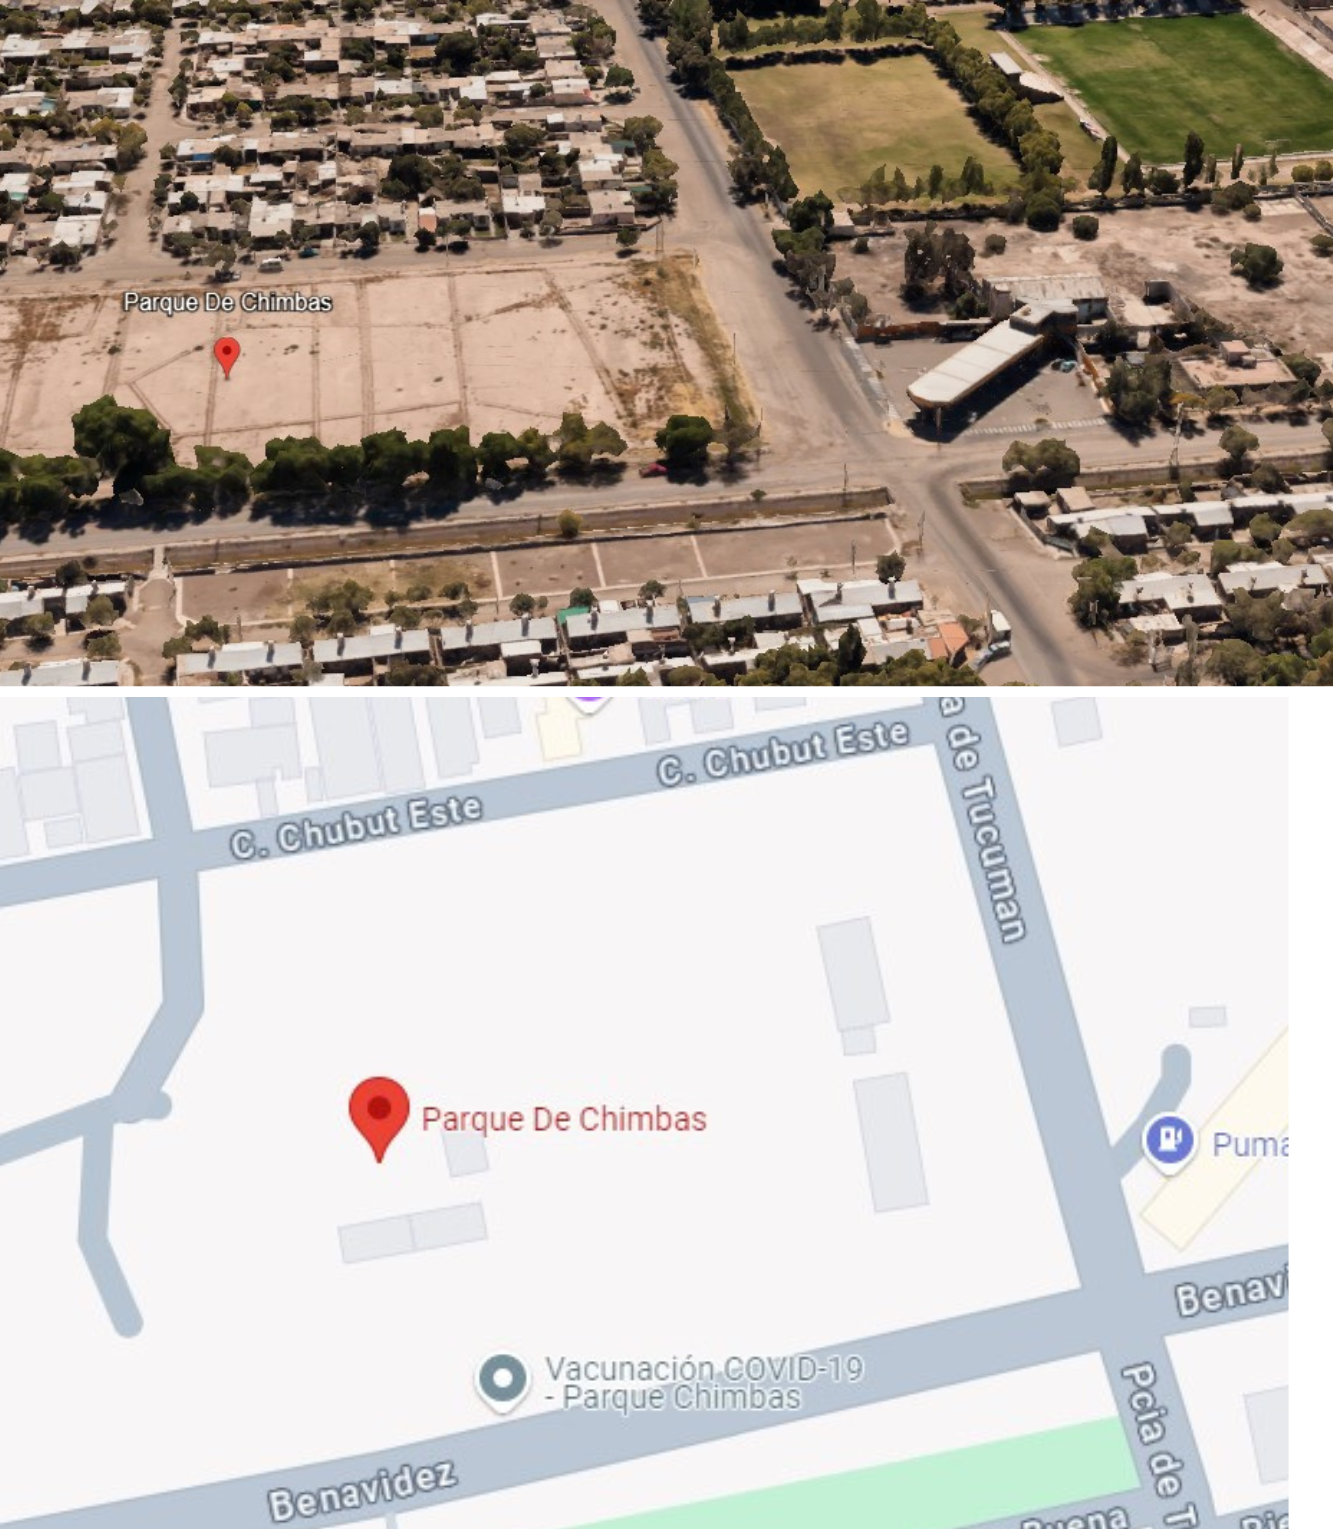 Parque De Chimbas
a de Tucuman
C. Chubut Este
C. Chubut Este
Parque De Chimbas
Puma
Benavi
Vacunación COVID-19
- Parque Chimbas
Pcia de T
Benavidez
Buena